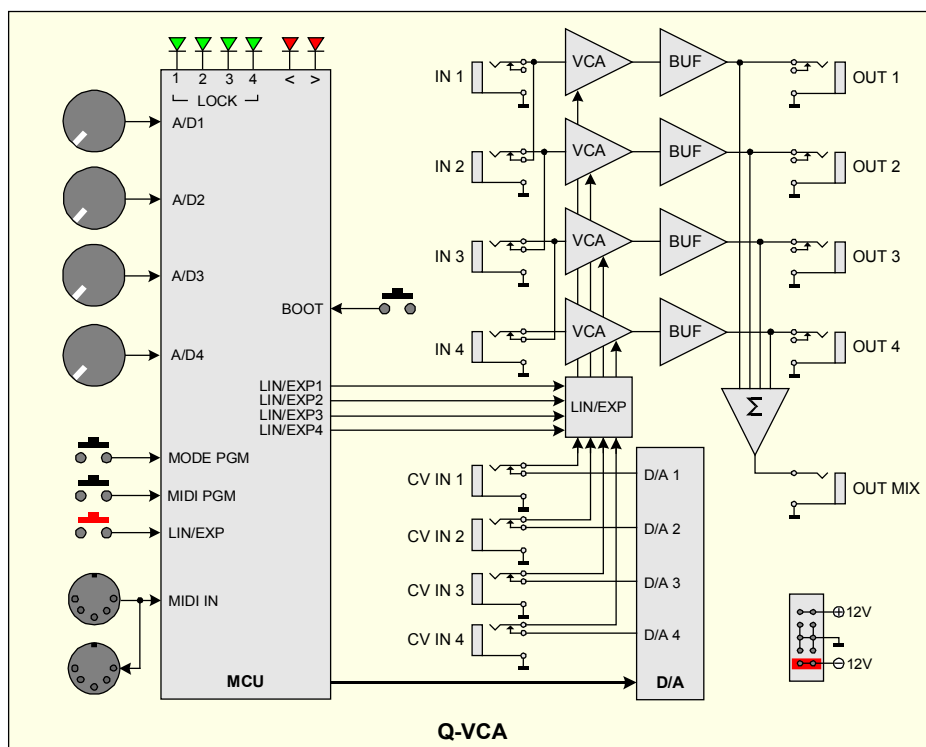 1 2 3 4 < >
LOCK
A/D1
A/D2
A/D3
A/D4
BOOT
LIN/EXP1
LIN/EXP2
LIN/EXP3
LIN/EXP4
MODE PGM
MIDI PGM
LIN/EXP
MIDI IN
MCU
IN 1
VCA
BUF
OUT 1
IN 2
VCA
BUF
OUT 2
IN 3
VCA
BUF
OUT 3
IN 4
VCA
BUF
OUT 4
LIN/EXP
Σ
OUT MIX
CV IN 1
D/A 1
CV IN 2
D/A 2
CV IN 3
D/A 3
CV IN 4
D/A 4
D/A
+12V
-12V
Q-VCA